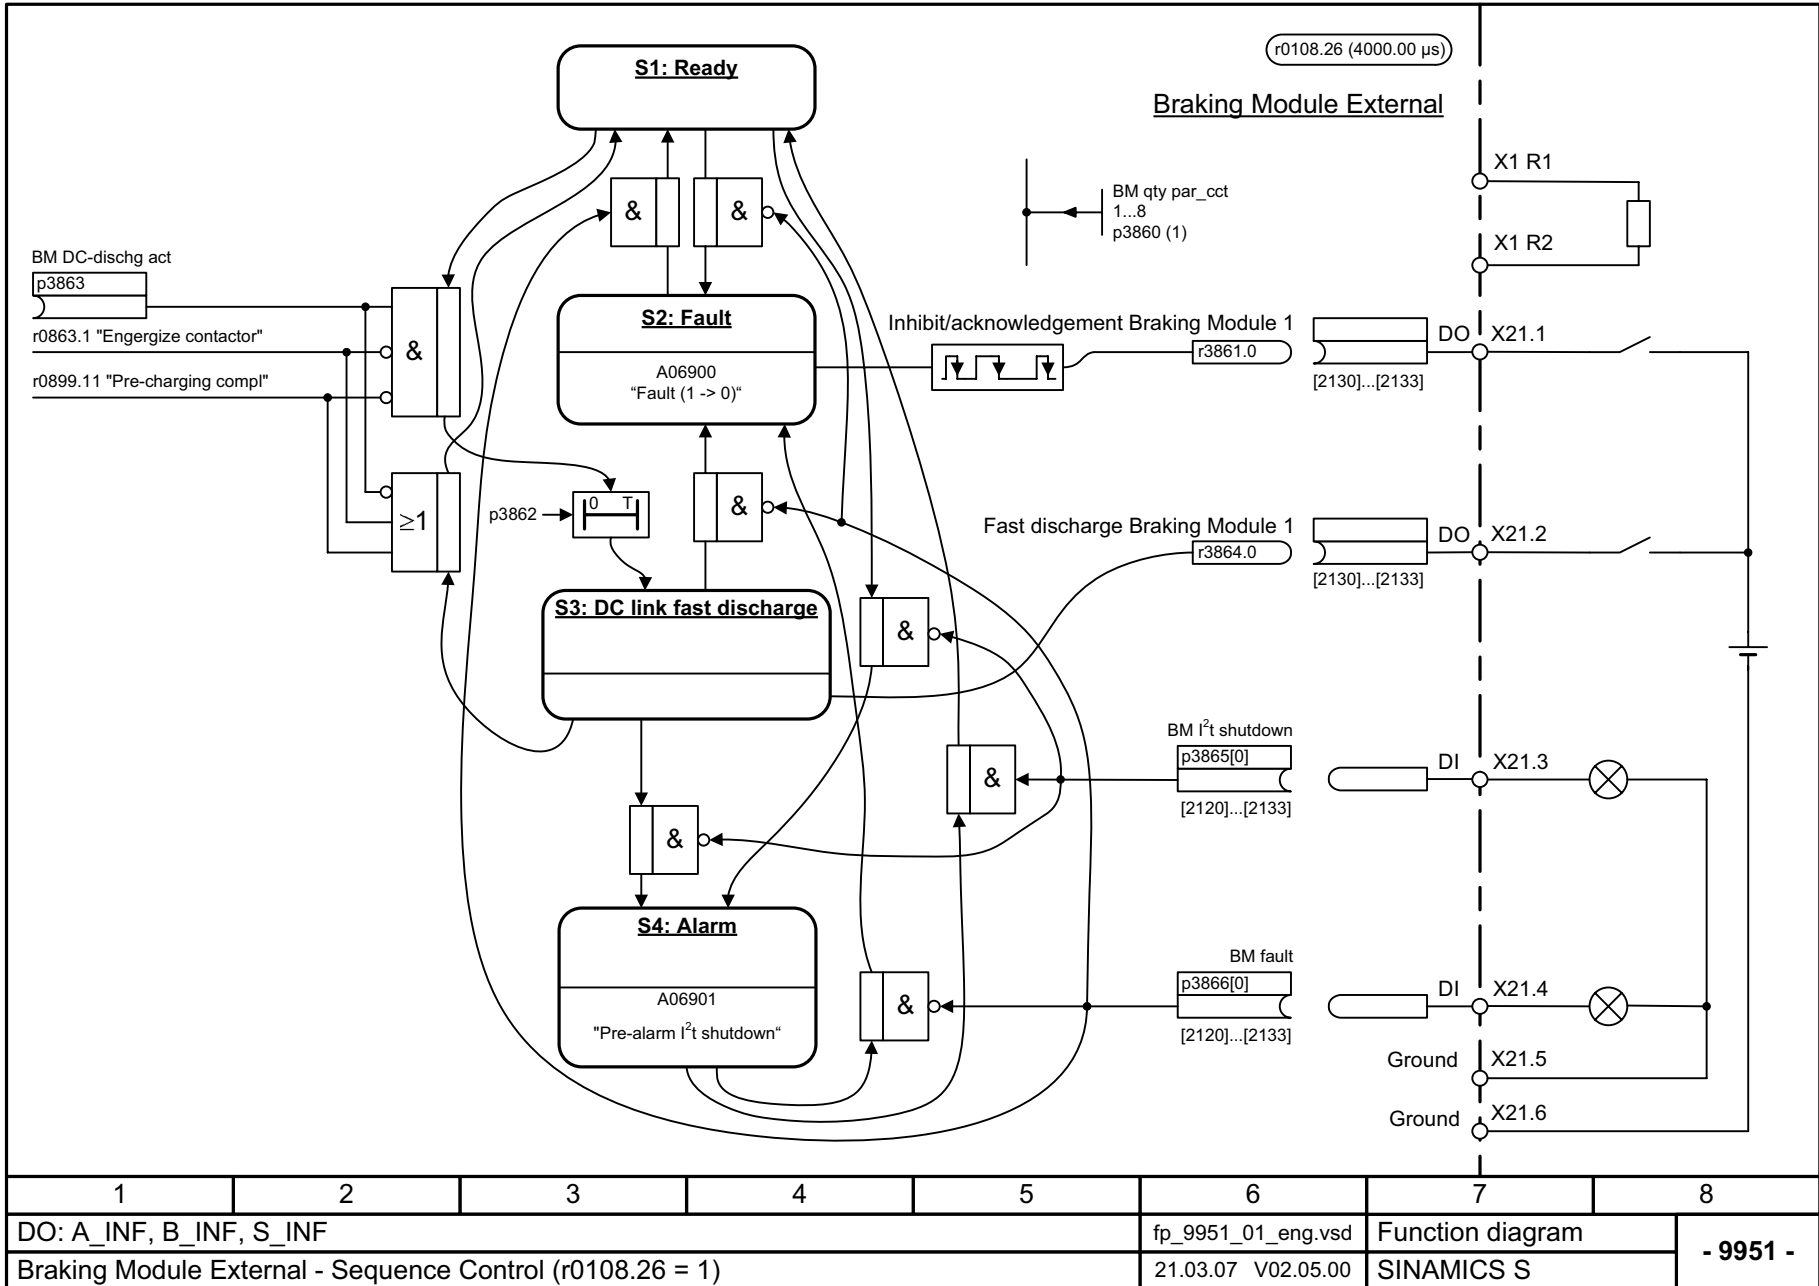 S1: Ready
r0108.26 (4000.00 µs)
Braking Module External
X1 R1
BM qty par_cct
1...8
p3860 (1)
&
&
X1 R2
BM DC-dischg act
p3863
r0863.1 "Engergize contactor"
r0899.11 "Pre-charging compl"
&
S2: Fault
A06900
“Fault (1 -> 0)“
Inhibit/acknowledgement Braking Module 1
r3861.0
DO
X21.1
[2130]...[2133]
≥1
p3862
0 T
&
Fast discharge Braking Module 1
r3864.0
DO
X21.2
[2130]...[2133]
S3: DC link fast discharge
&
BM I²t shutdown
p3865[0]
[2120]...[2133]
DI
X21.3
&
&
S4: Alarm
A06901
"Pre-alarm I²t shutdown“
&
BM fault
p3866[0]
[2120]...[2133]
DI
X21.4
Ground
X21.5
Ground
X21.6
1 2 3 4 5 6 7 8
DO: A_INF, B_INF, S_INF
fp_9951_01_eng.vsd
Function diagram
- 9951 -
Braking Module External - Sequence Control (r0108.26 = 1)
21.03.07 V02.05.00
SINAMICS S